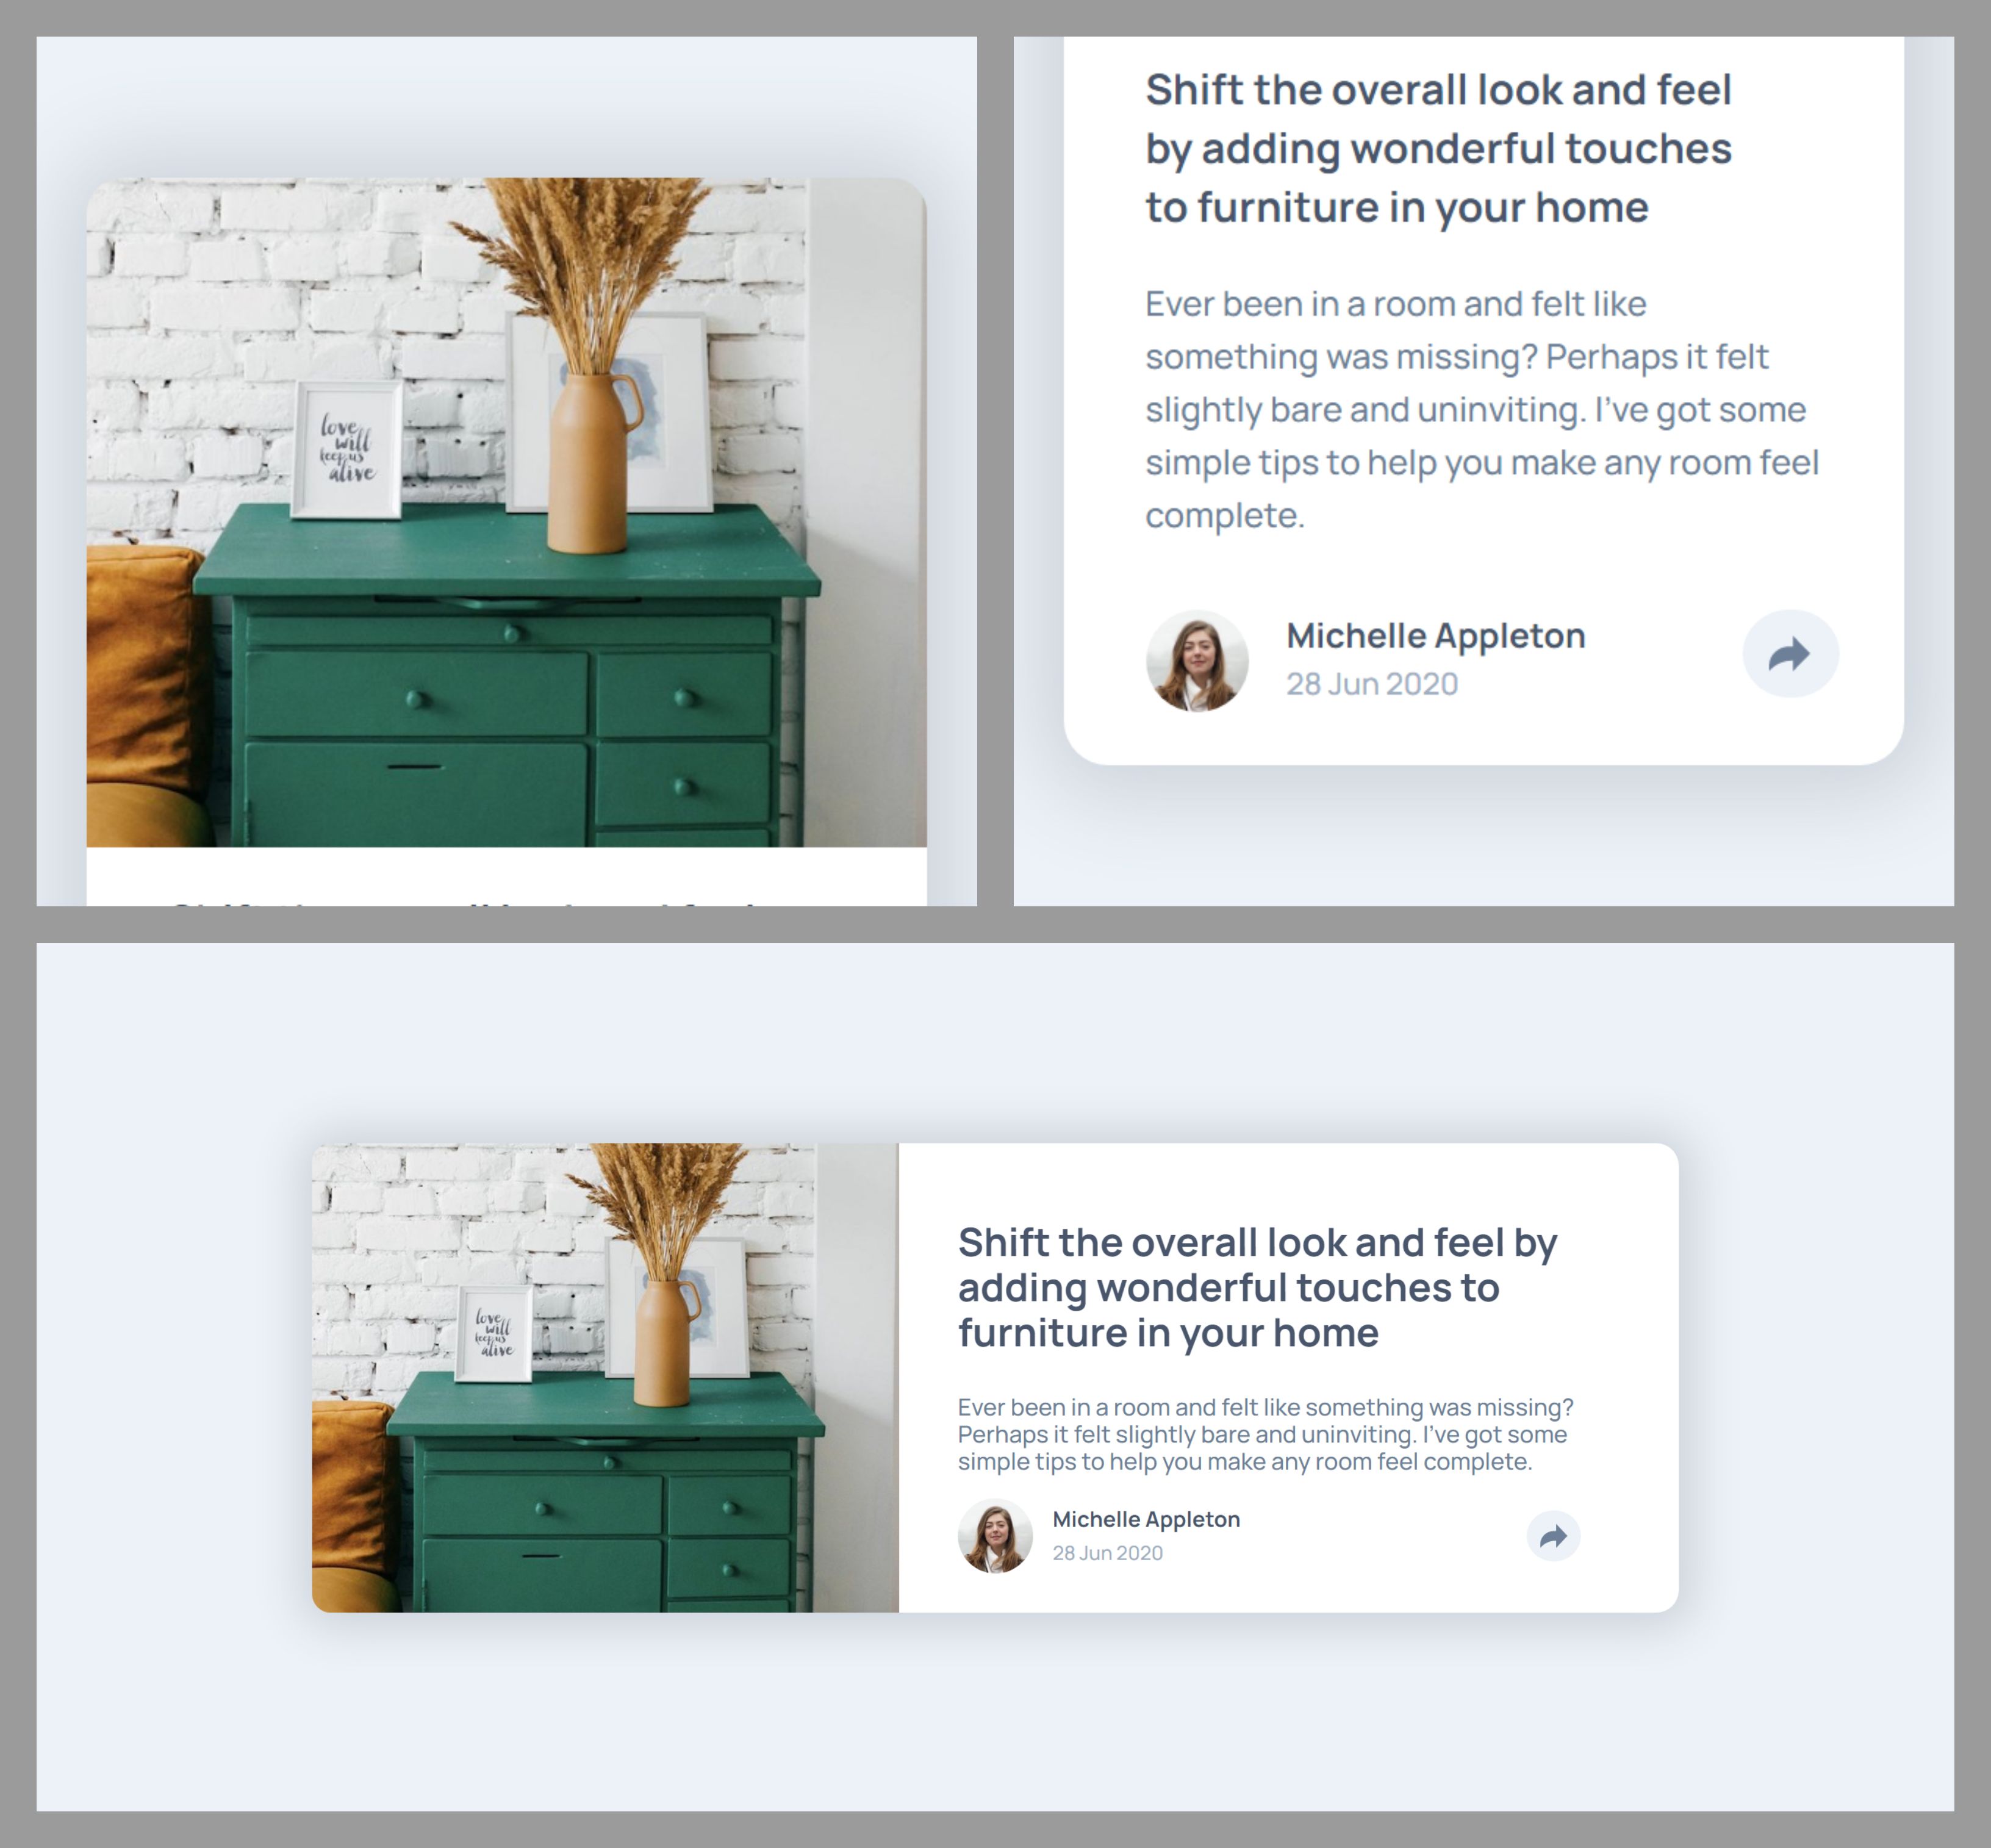 love
will
keep us
alive
Shift the overall look and feel
by adding wonderful touches
to furniture in your home
Ever been in a room and felt like
something was missing? Perhaps it felt
slightly bare and uninviting. I’ve got some
simple tips to help you make any room feel
complete.
Michelle Appleton
28 Jun 2020
love
will
keep us
alive
Shift the overall look and feel by
adding wonderful touches to
furniture in your home
Ever been in a room and felt like something was missing?
Perhaps it felt slightly bare and uninviting. I’ve got some
simple tips to help you make any room feel complete.
Michelle Appleton
28 Jun 2020